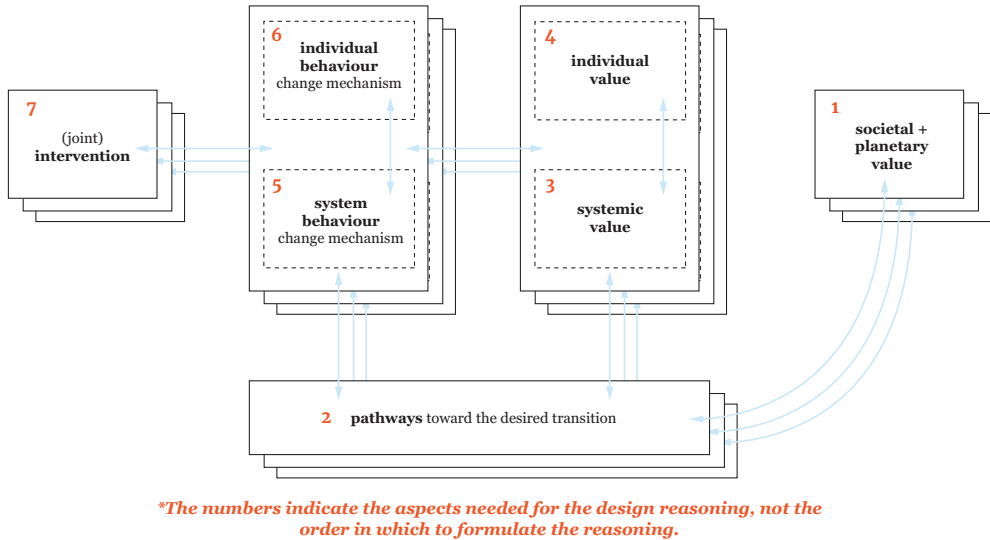 7
(joint)
intervention
6
individual
behaviour
change mechanism
5
system
behaviour
change mechanism
4
individual
value
3
systemic
value
1
societal +
planetary
value
2 pathways toward the desired transition
*The numbers indicate the aspects needed for the design reasoning, not the
order in which to formulate the reasoning.